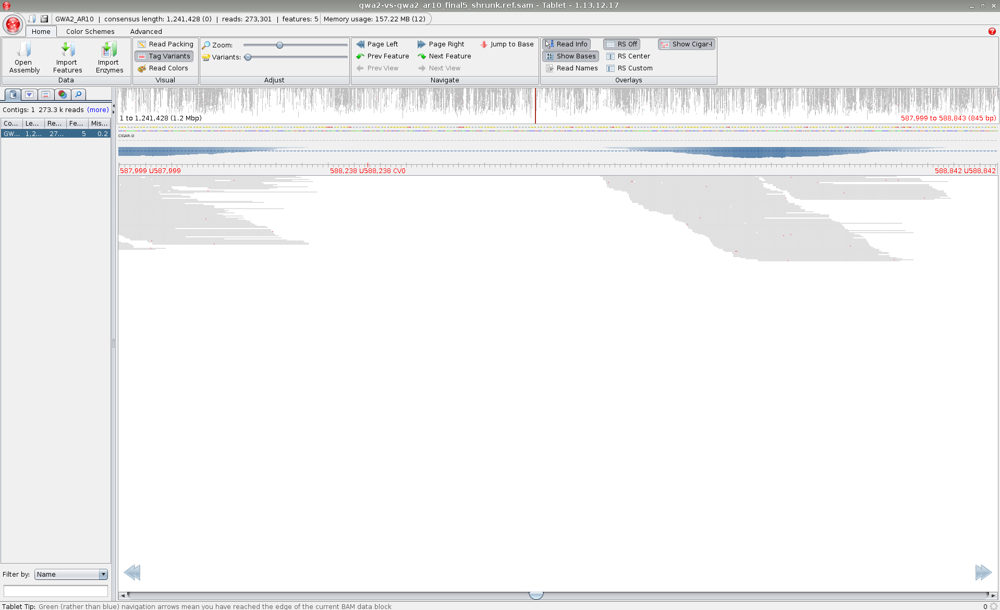 gwa2-vs-gwa2_ar10_final5_shrunk.ref.sam - Tablet - 1.13.12.17
GWA2_AR10 | consensus length: 1,241,428 (0) | reads: 273,301 | features: 5 Memory usage: 157.22 MB (12)
Home Color Schemes Advanced
Open Assembly
Import Features
Import Enzymes
Data
Read Packing
Tag Variants
Read Colors
Visual
Zoom:
Variants:
Adjust
Page Left Page Right Jump to Base
Prev Feature Next Feature
Prev View Next View
Navigate
Read Info RS Off Show Cigar-I
Show Bases RS Center
Read Names RS Custom
Overlays
Contigs: 1 273.3 k reads (more)
Co... Le... Re... Fe... Mis...
GW... 1,2... 27... 5 0.2
1 to 1,241,428 (1.2 Mbp) 587,999 to 588,843 (845 bp)
CIGAR-D
587,999 U587,999 588,238 U588,238 CV0 588,842 U588,842
Filter by: Name
Tablet Tip: Green (rather than blue) navigation arrows mean you have reached the edge of the current BAM data block 0